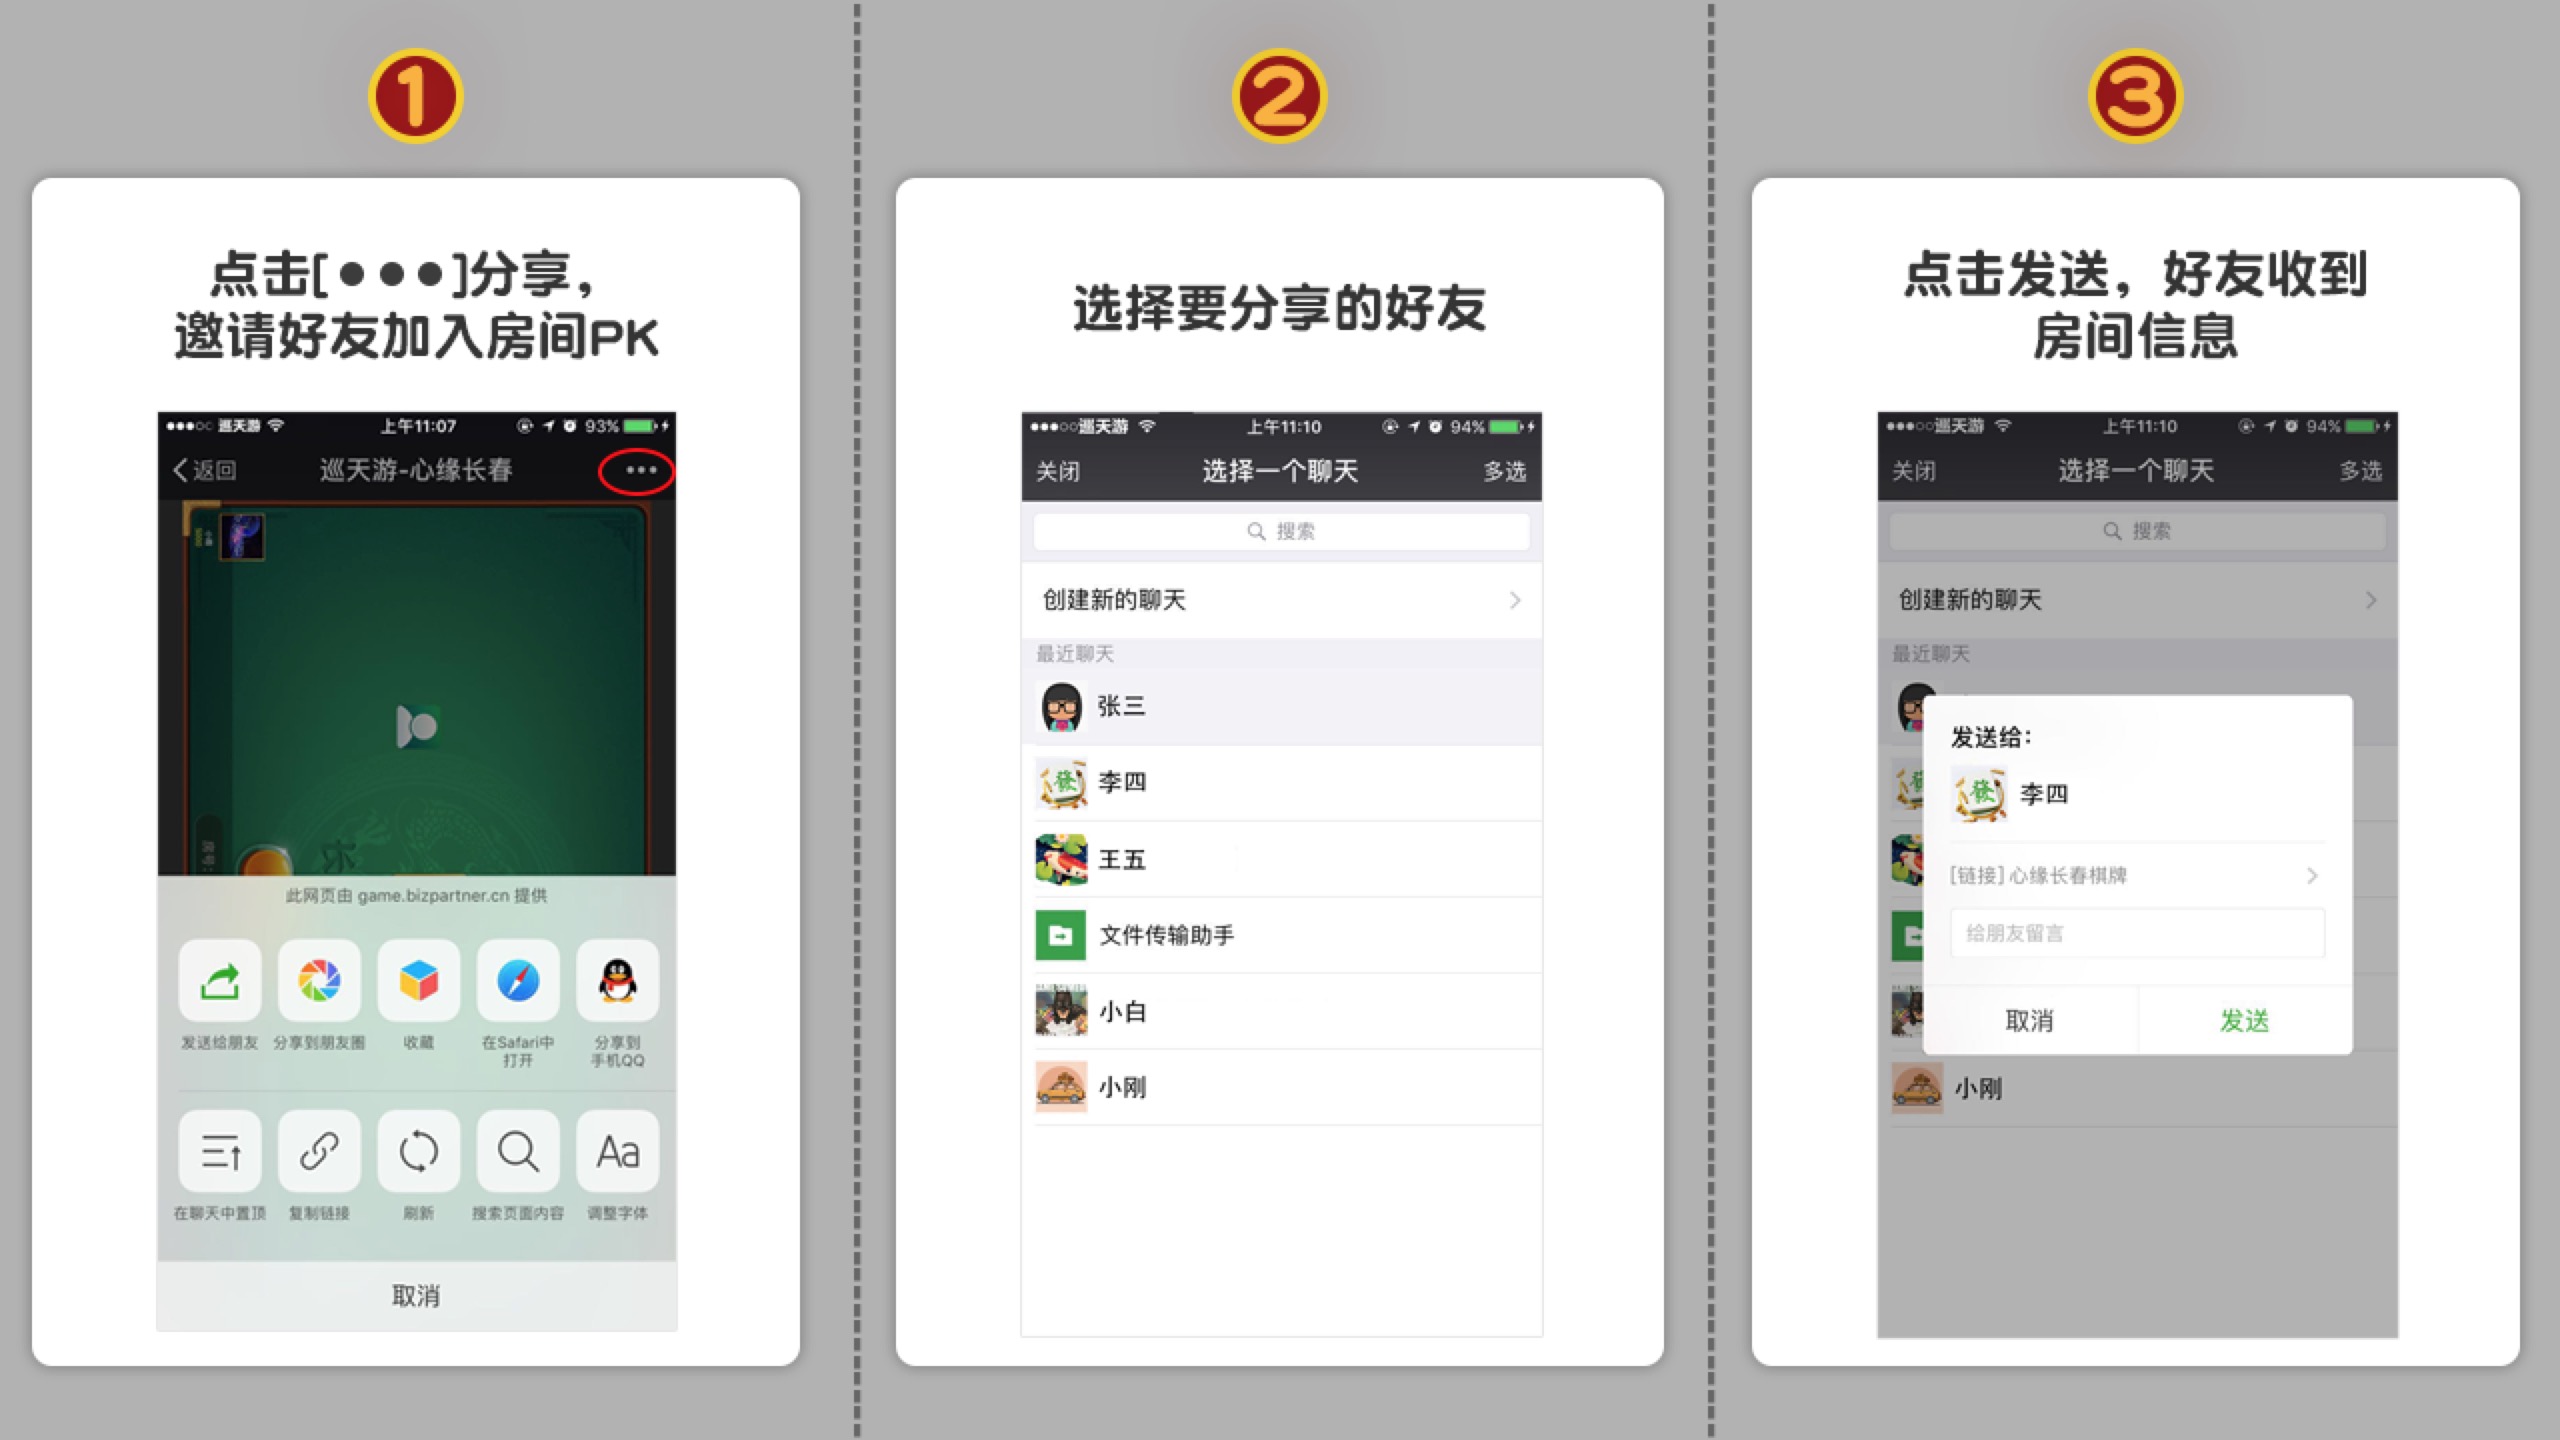 1
点击[•••]分享，
邀请好友加入房间PK
巡天游
上午11:07
93%
返回
巡天游-心缘长春
•••
此网页由 game.bizpartner.cn 提供
发送给朋友
分享到朋友圈
收藏
在Safari中
打开
分享到
手机QQ
Aa
在聊天中置顶
复制链接
刷新
搜索页面内容
调整字体
取消
2
选择要分享的好友
巡天游
上午11:10
94%
关闭
选择一个聊天
多选
搜索
创建新的聊天
最近聊天
张三
發
李四
王五
文件传输助手
小白
小刚
3
点击发送，好友收到
房间信息
巡天游
上午11:10
94%
关闭
选择一个聊天
多选
搜索
创建新的聊天
最近聊天
发送给：
發
李四
[链接] 心缘长春棋牌
给朋友留言
取消
发送
小刚